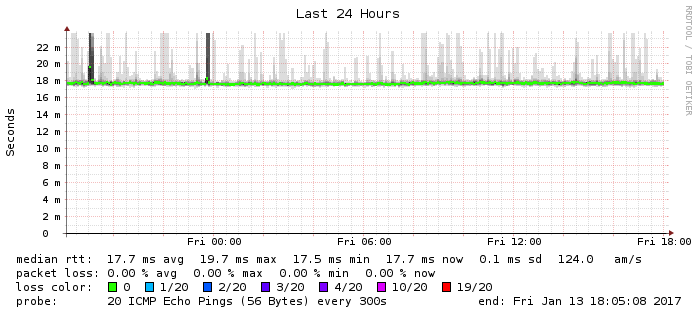 Last 24 Hours
RRDTOOL / TOBI OETIKER
Seconds
22 m
20 m
18 m
16 m
14 m
12 m
10 m
8 m
6 m
4 m
2 m
0
Fri 00:00 Fri 06:00 Fri 12:00 Fri 18:00
median rtt: 17.7 ms avg 19.7 ms max 17.5 ms min 17.7 ms now 0.1 ms sd 124.0 am/s
packet loss: 0.00 % avg 0.00 % max 0.00 % min 0.00 % now
loss color: 0 1/20 2/20 3/20 4/20 10/20 19/20
probe: 20 ICMP Echo Pings (56 Bytes) every 300s end: Fri Jan 13 18:05:08 2017